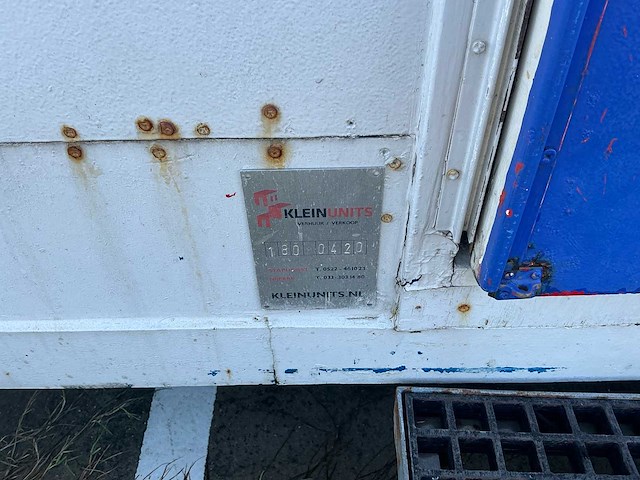 KLEINUNITS
VERHUUR / VERKOOP
180 0420
KLEINUNITS.NL